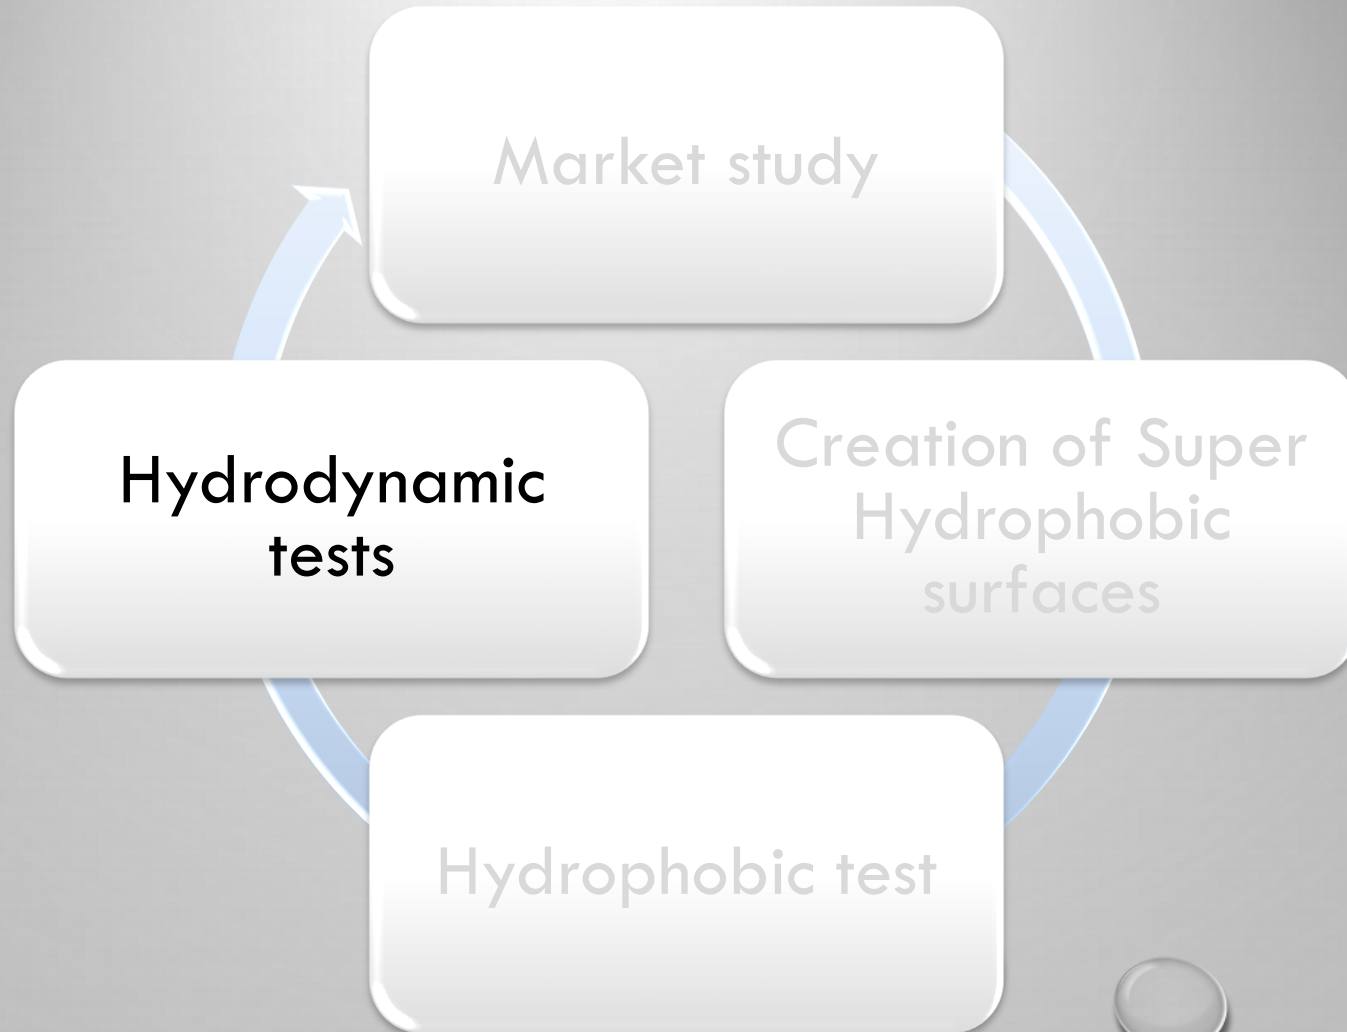 Market study
Hydrodynamic
tests
Creation of Super
Hydrophobic
surfaces
Hydrophobic test